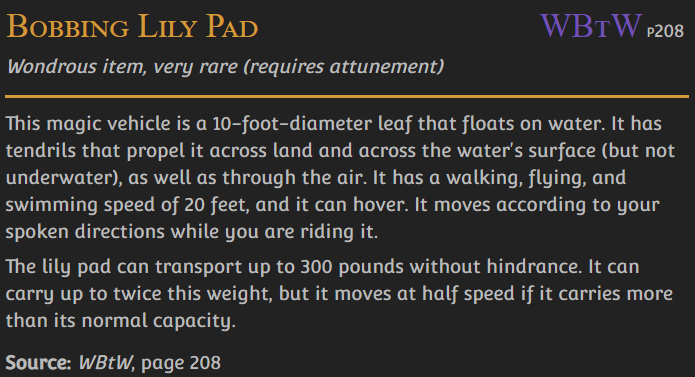 Bobbing Lily Pad WBtW p208
Wondrous item, very rare (requires attunement)
This magic vehicle is a 10-foot-diameter leaf that floats on water. It has
tendrils that propel it across land and across the water's surface (but not
underwater), as well as through the air. It has a walking, flying, and
swimming speed of 20 feet, and it can hover. It moves according to your
spoken directions while you are riding it.
The lily pad can transport up to 300 pounds without hindrance. It can
carry up to twice this weight, but it moves at half speed if it carries more
than its normal capacity.
Source: WBtW, page 208